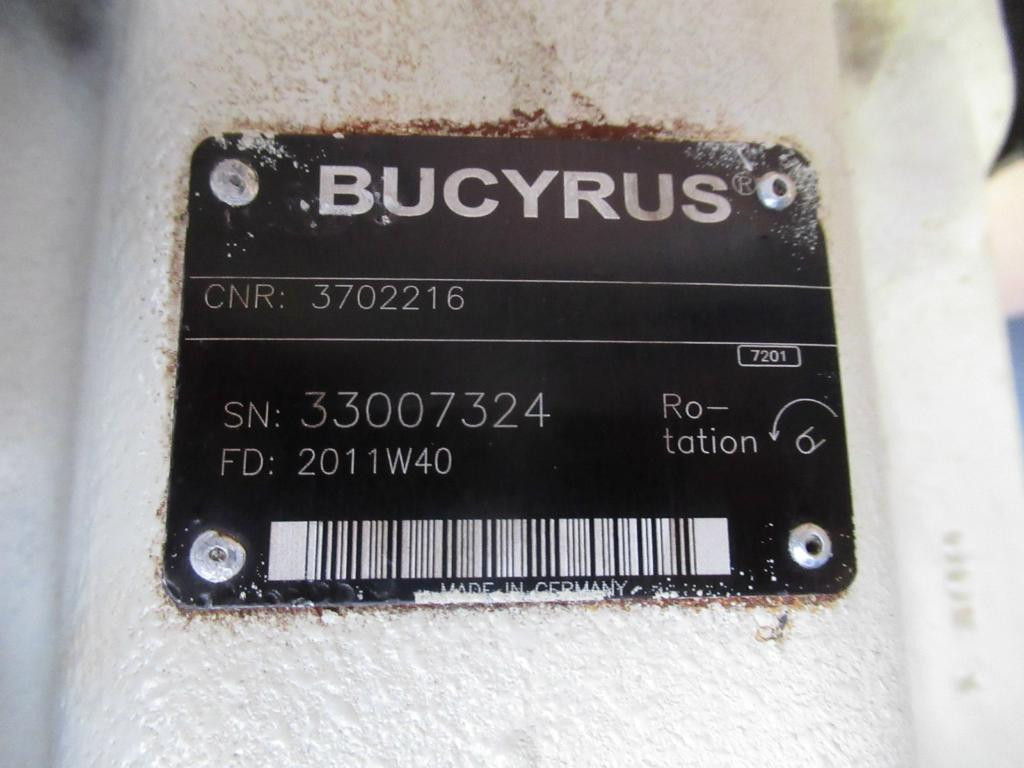 BUCYRUS®
CNR: 3702216
7201
SN: 33007324
FD: 2011W40
Ro-
tation
MADE IN GERMANY